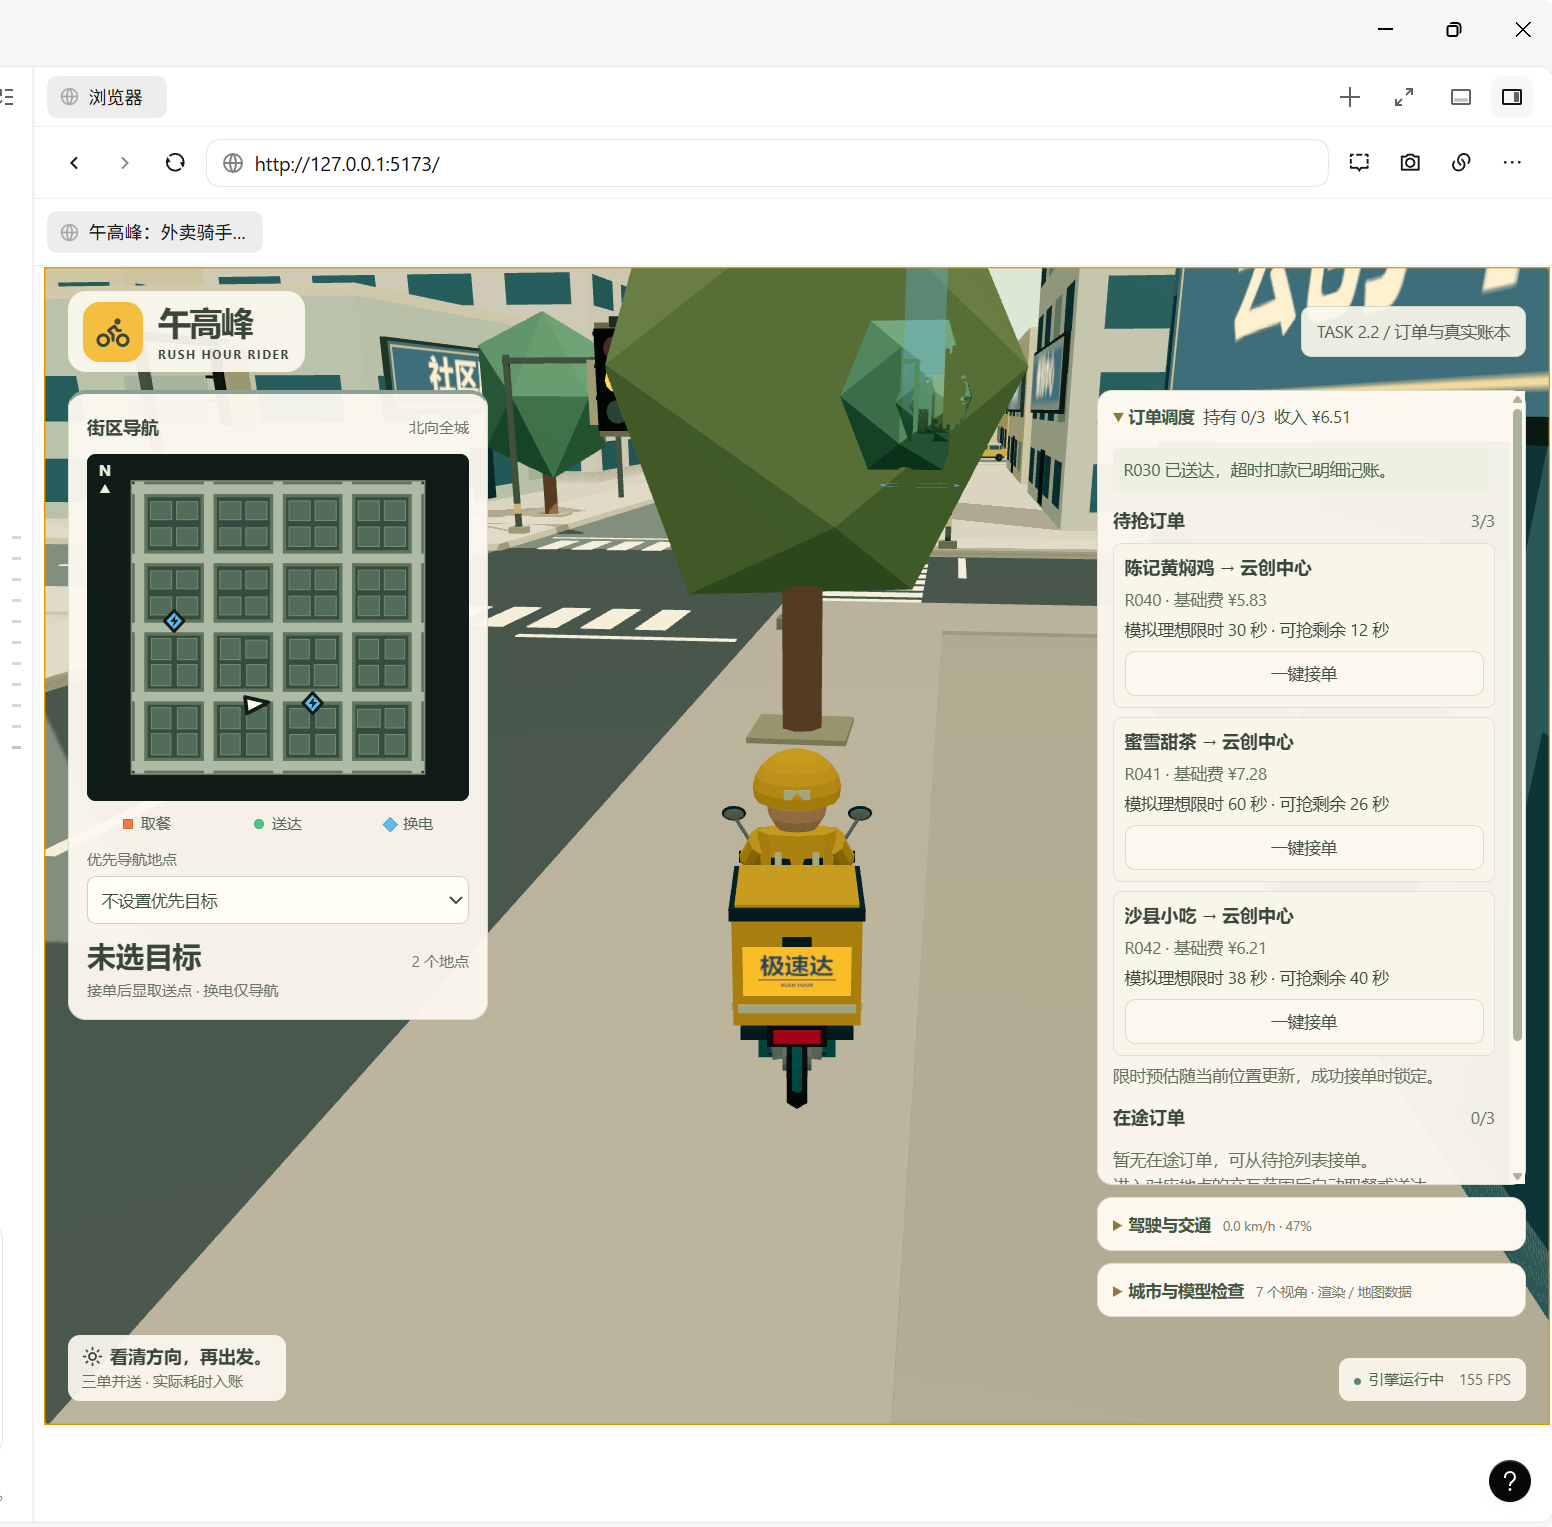 浏览器
http://127.0.0.1:5173/
午高峰：外卖骑手...
午高峰
RUSH HOUR RIDER
TASK 2.2 / 订单与真实账本
社区
街区导航
北向全城
N
取餐
送达
换电
优先导航地点
不设置优先目标
未选目标
2 个地点
接单后显取送点 · 换电仅导航
极速达
RUSH HOUR
订单调度 持有 0/3 收入 ¥6.51
R030 已送达，超时扣款已明细记账。
待抢订单
3/3
陈记黄焖鸡 → 云创中心
R040 · 基础费 ¥5.83
模拟理想限时 30 秒 · 可抢剩余 12 秒
一键接单
蜜雪甜茶 → 云创中心
R041 · 基础费 ¥7.28
模拟理想限时 60 秒 · 可抢剩余 26 秒
一键接单
沙县小吃 → 云创中心
R042 · 基础费 ¥6.21
模拟理想限时 38 秒 · 可抢剩余 40 秒
一键接单
限时预估随当前位置更新，成功接单时锁定。
在途订单
0/3
暂无在途订单，可从待抢列表接单。
驾驶与交通 0.0 km/h · 47%
城市与模型检查 7 个视角 · 渲染 / 地图数据
看清方向，再出发。
三单并送 · 实际耗时入账
引擎运行中 155 FPS
?